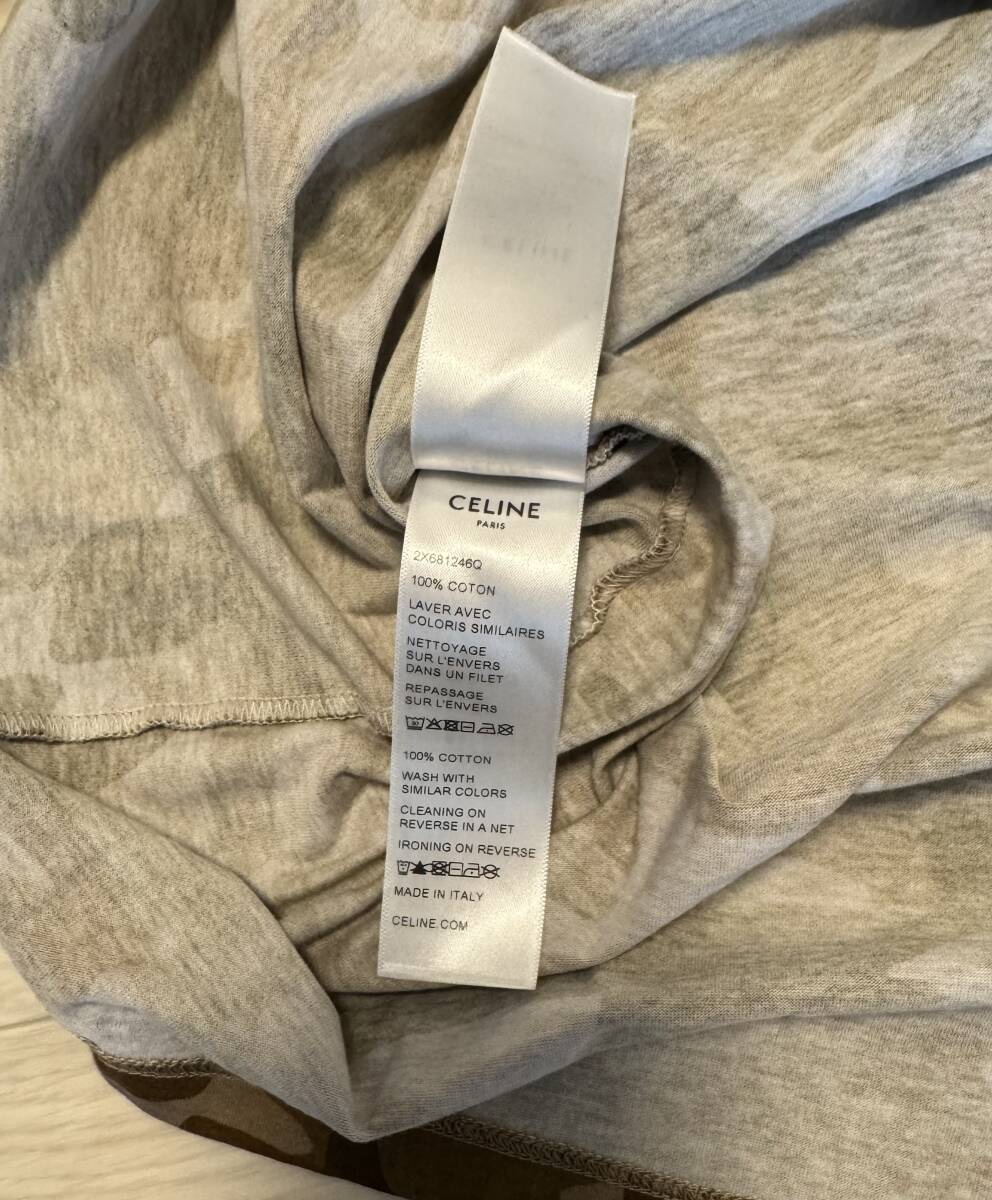 CELINE
PARIS
2X681246Q
100% COTON
LAVER AVEC
COLORIS SIMILAIRES
NETTOYAGE
SUR L'ENVERS
DANS UN FILET
REPASSAGE
SUR L'ENVERS
100% COTTON
WASH WITH
SIMILAR COLORS
CLEANING ON
REVERSE IN A NET
IRONING ON REVERSE
MADE IN ITALY
CELINE.COM